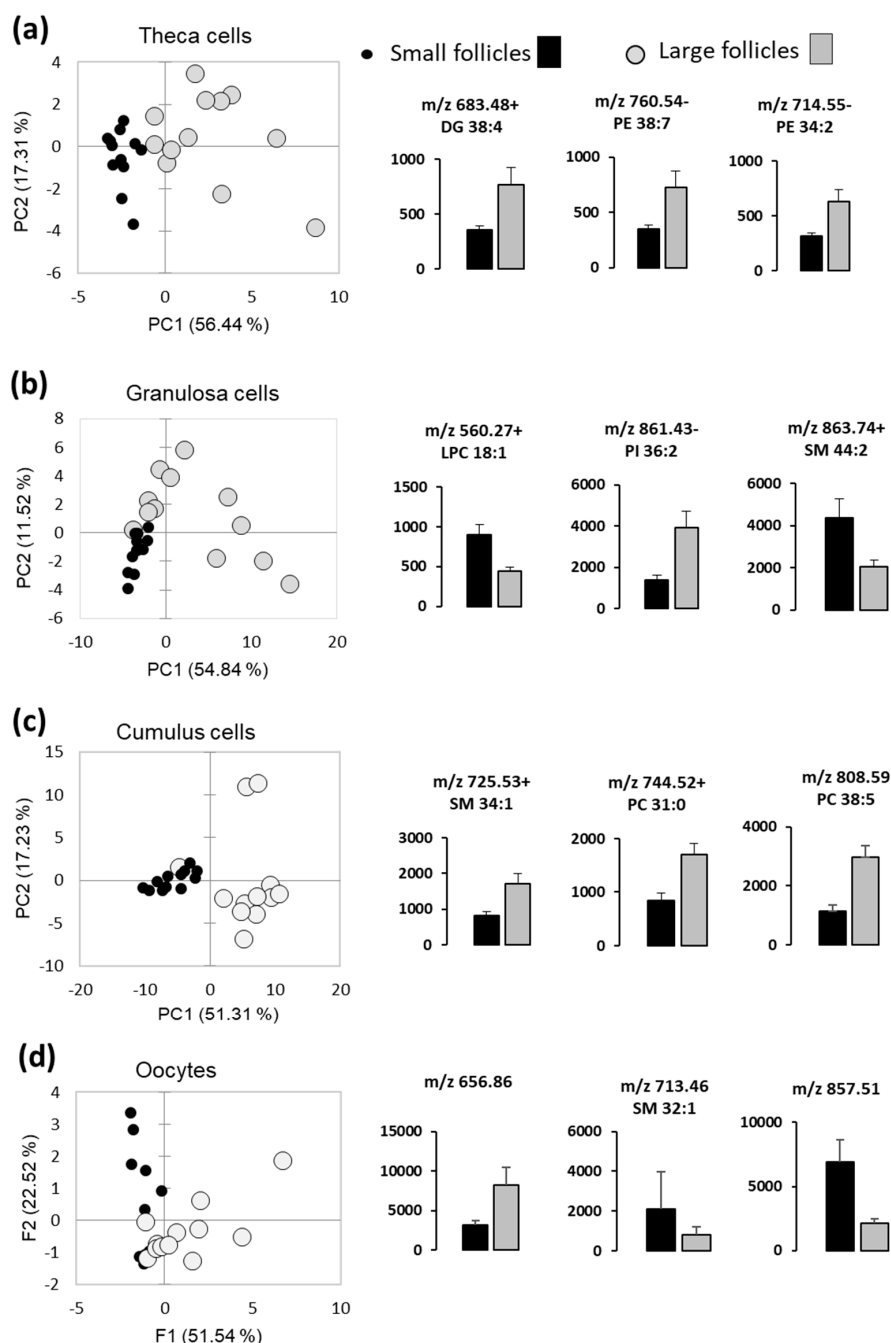 (a)
Theca cells
Small follicles
Large follicles
4
2
0
-2
-4
-6
-5
0
5
10
PC2 (17.31 %)
PC1 (56.44 %)
m/z 683.48+
DG 38:4
1000
500
0
m/z 760.54-
PE 38:7
1000
500
0
m/z 714.55-
PE 34:2
1000
500
0
(b)
Granulosa cells
8
6
4
2
0
-2
-4
-6
-10
0
10
20
PC2 (11.52 %)
PC1 (54.84 %)
m/z 560.27+
LPC 18:1
1500
1000
500
0
m/z 861.43-
PI 36:2
6000
4000
2000
0
m/z 863.74+
SM 44:2
6000
4000
2000
0
(c)
Cumulus cells
15
10
5
0
-5
-10
-20
-10
0
10
20
PC2 (17.23 %)
PC1 (51.31 %)
m/z 725.53+
SM 34:1
3000
2000
1000
0
m/z 744.52+
PC 31:0
2000
1000
0
m/z 808.59
PC 38:5
4000
2000
0
(d)
Oocytes
4
3
2
1
0
-1
-2
-5
0
5
10
F2 (22.52 %)
F1 (51.54 %)
m/z 656.86
15000
10000
5000
0
m/z 713.46
SM 32:1
6000
4000
2000
0
m/z 857.51
10000
5000
0